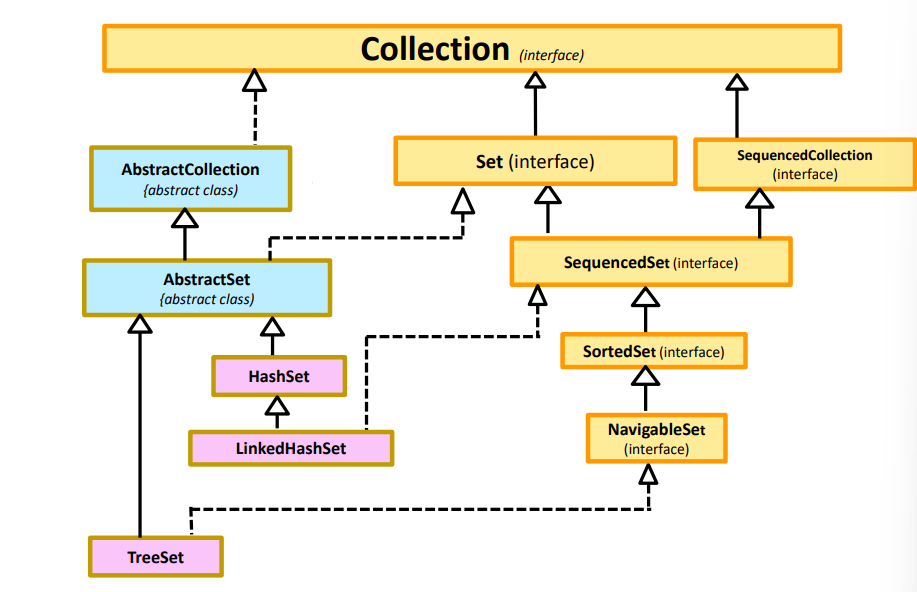 Collection (interface)
AbstractCollection
{abstract class)
Set (interface)
SequencedCollection
(interface)
AbstractSet
{abstract class)
SequencedSet (interface)
SortedSet (interface)
HashSet
LinkedHashSet
NavigableSet
(interface)
TreeSet